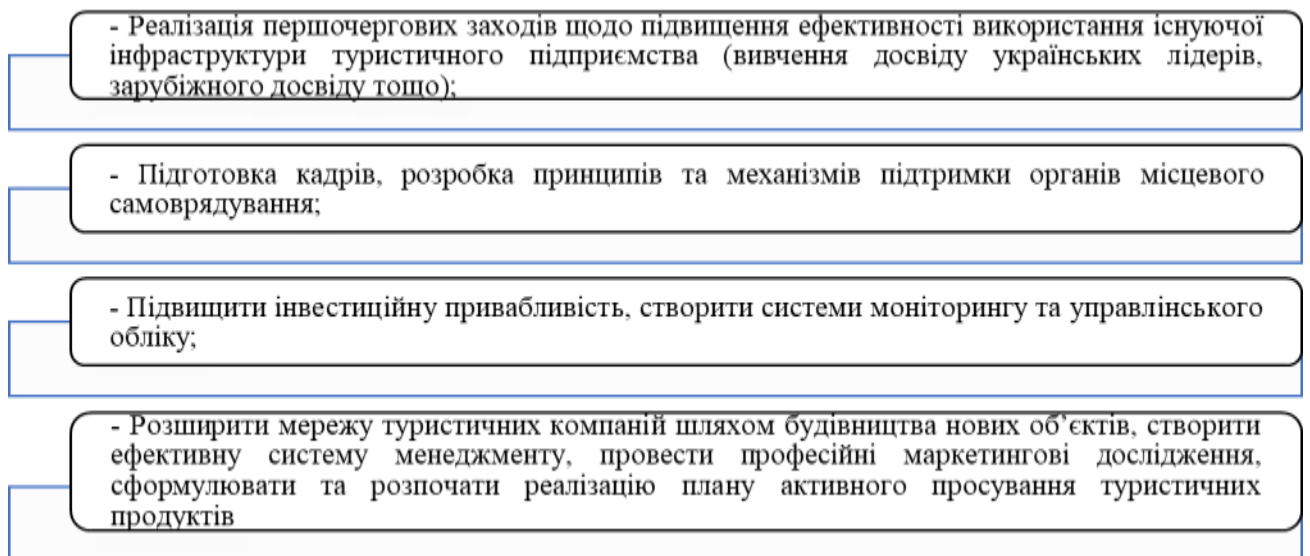 - Реалізація першочергових заходів щодо підвищення ефективності використання існуючої
інфраструктури туристичного підприємства (вивчення досвіду українських лідерів,
зарубіжного досвіду тощо);
- Підготовка кадрів, розробка принципів та механізмів підтримки органів місцевого
самоврядування;
- Підвищити інвестиційну привабливість, створити системи моніторингу та управлінського
обліку;
- Розширити мережу туристичних компаній шляхом будівництва нових об’єктів, створити
ефективну систему менеджменту, провести професійні маркетингові дослідження,
сформулювати та розпочати реалізацію плану активного просування туристичних
продуктів